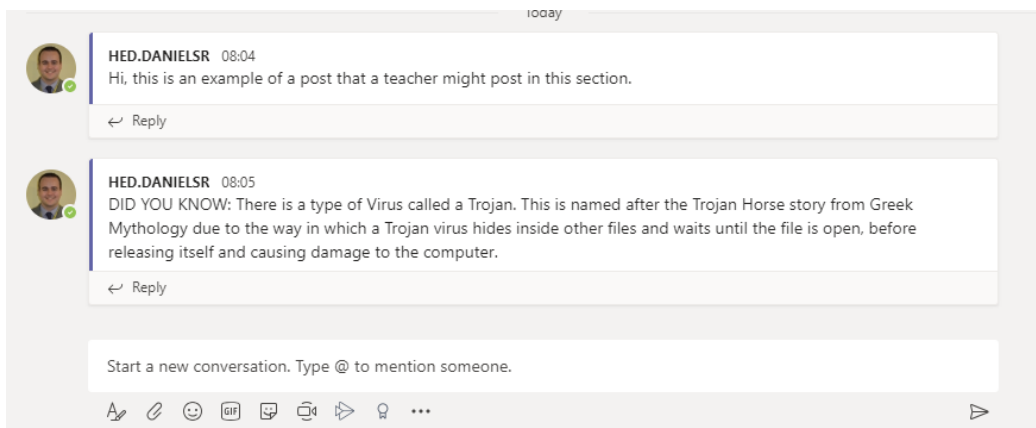 Today
HED.DANIELSR 08:04
Hi, this is an example of a post that a teacher might post in this section.
Reply
HED.DANIELSR 08:05
DID YOU KNOW: There is a type of Virus called a Trojan. This is named after the Trojan Horse story from Greek
Mythology due to the way in which a Trojan virus hides inside other files and waits until the file is open, before
releasing itself and causing damage to the computer.
Reply
Start a new conversation. Type @ to mention someone.
GIF